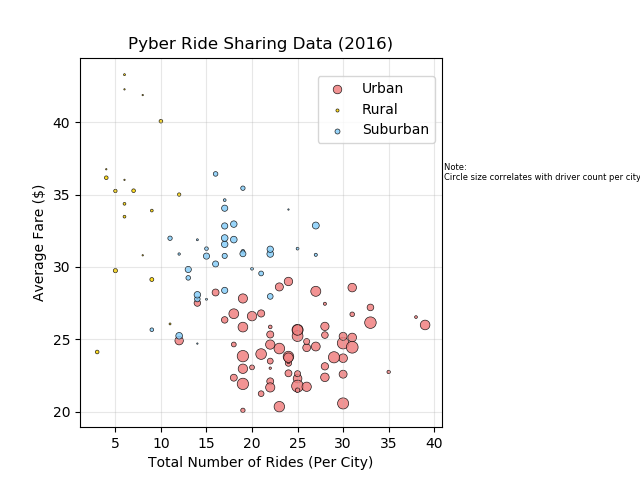 Pyber Ride Sharing Data (2016)
Urban
Rural
Suburban
Note:
Circle size correlates with driver count per city
Average Fare ($)
40
35
30
25
20
5 10 15 20 25 30 35 40
Total Number of Rides (Per City)